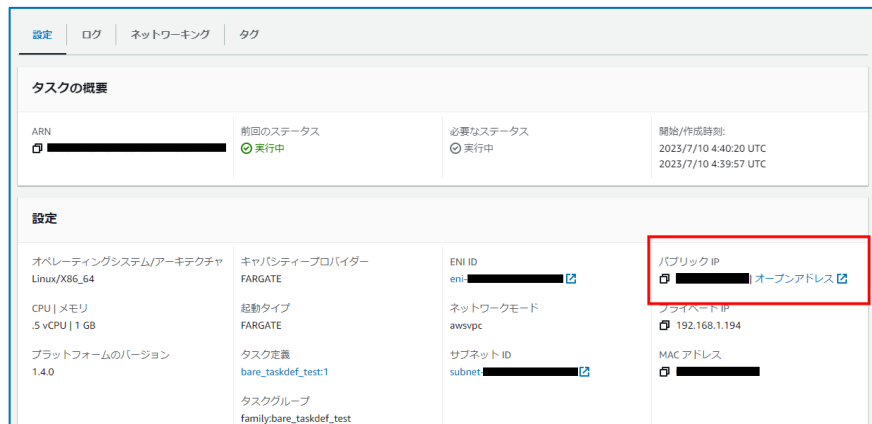 設定 ログ ネットワーキング タグ
タスクの概要
ARN 前回のステータス 必要なステータス 開始/作成時刻:
実行中 実行中 2023/7/10 4:40:20 UTC
2023/7/10 4:39:57 UTC
設定
オペレーティングシステム/アーキテクチャ キャパシティープロバイダー ENI ID パブリック IP
Linux/X86_64 FARGATE eni- | オープンアドレス
CPU | メモリ 起動タイプ ネットワークモード プライベート IP
.5 vCPU | 1 GB FARGATE awsvpc 192.168.1.194
プラットフォームのバージョン タスク定義 サブネット ID MAC アドレス
1.4.0 bare_taskdef_test:1 subnet-
タスクグループ
family:bare_taskdef_test